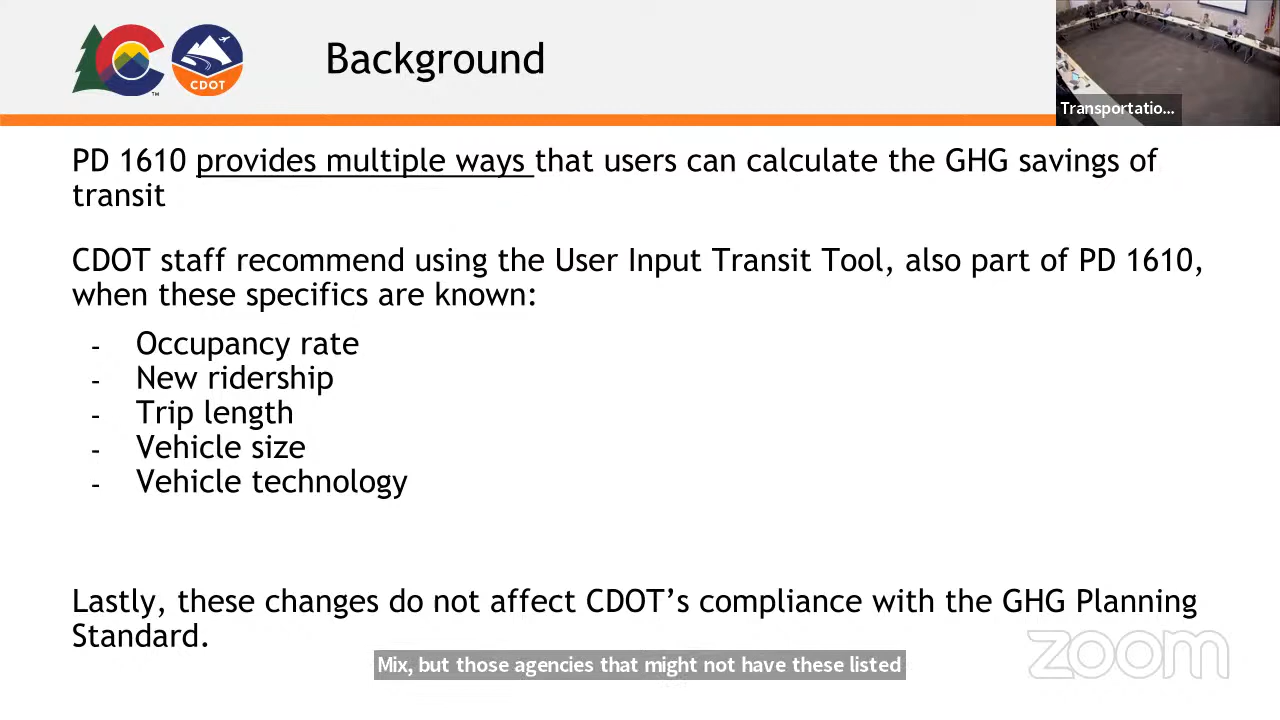 CDOT
TM
Background
Transportatio...
PD 1610 provides multiple ways that users can calculate the GHG savings of
transit
CDOT staff recommend using the User Input Transit Tool, also part of PD 1610,
when these specifics are known:
- Occupancy rate
- New ridership
- Trip length
- Vehicle size
- Vehicle technology
Lastly, these changes do not affect CDOT’s compliance with the GHG Planning
Standard.
zoom
Mix, but those agencies that might not have these listed